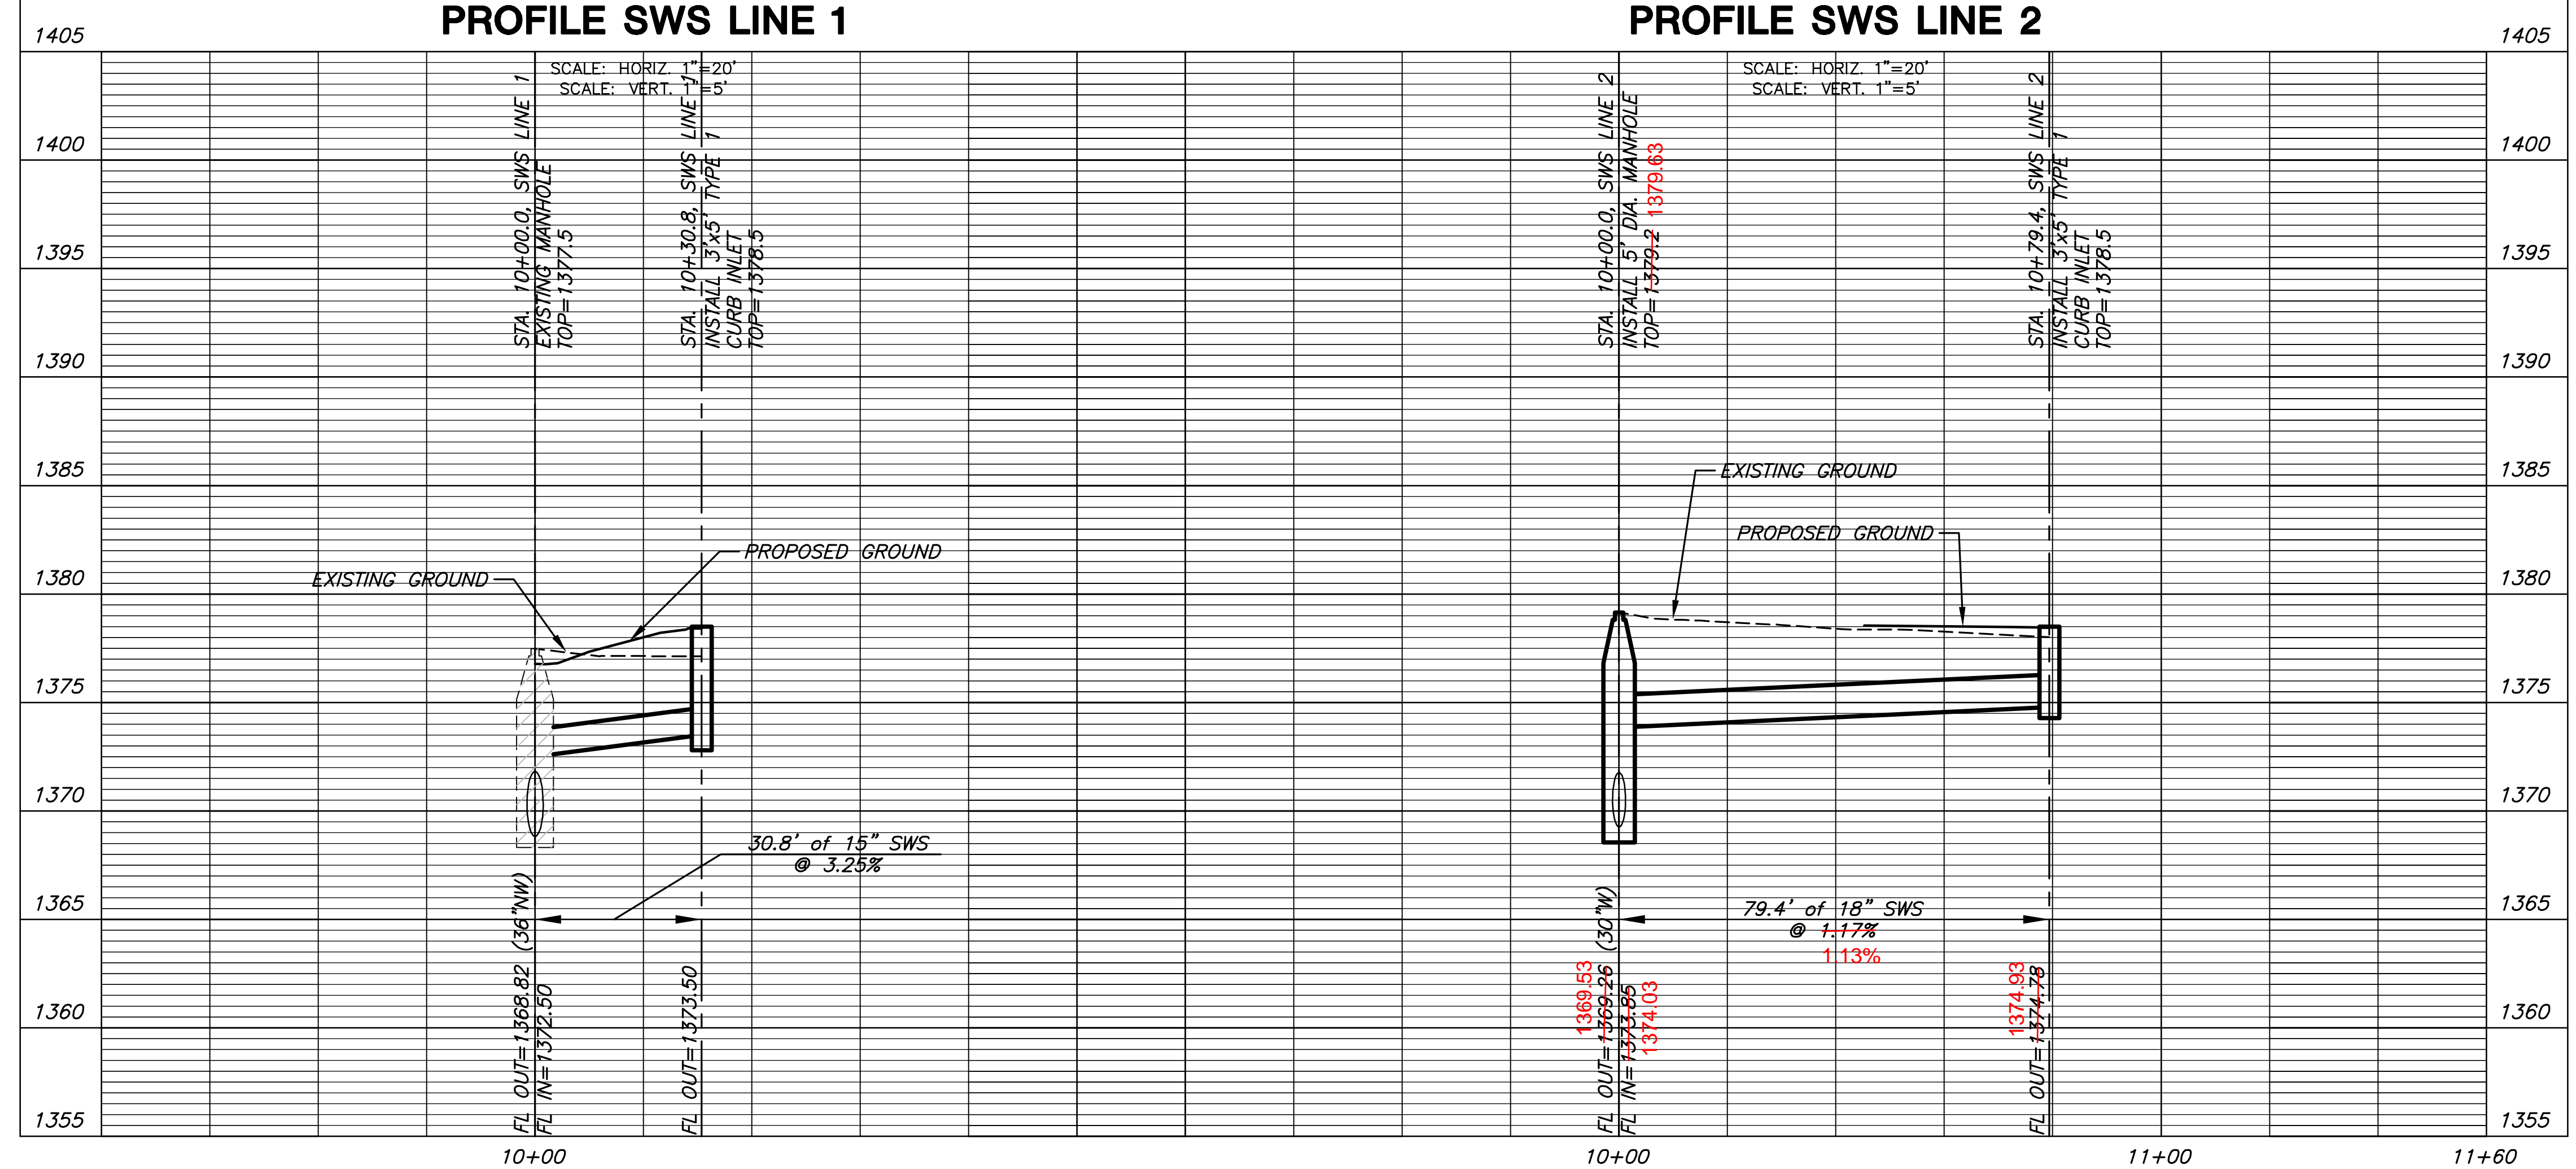 PROFILE SWS LINE 1
PROFILE SWS LINE 2
SCALE: HORIZ. 1"=20'
SCALE: VERT. 1"=5'
SCALE: HORIZ. 1"=20'
SCALE: VERT. 1"=5'
1405
1400
1395
1390
1385
1380
1375
1370
1365
1360
1355
STA. 10+00.0, SWS LINE 1
EXISTING MANHOLE
TOP=1377.5
STA. 10+30.8, SWS LINE 1
INSTALL 3'x5' TYPE 1
CURB INLET
TOP=1378.5
EXISTING GROUND
PROPOSED GROUND
30.8' of 15" SWS
@ 3.25%
FL OUT=1368.82 (36"NW)
FL IN=1372.50
FL OUT=1373.50
10+00
STA. 10+00.0, SWS LINE 2
INSTALL 5' DIA. MANHOLE
TOP=1379.2 1379.63
STA. 10+79.4, SWS LINE 2
INSTALL 3'x5' TYPE 1
CURB INLET
TOP=1378.5
EXISTING GROUND
PROPOSED GROUND
79.4' of 18" SWS
@ 1.17%
1.13%
1369.53
FL OUT=1369.26 (30"W)
FL IN=1373.85
1374.03
1374.93
FL OUT=1374.78
10+00
11+00
11+60
1405
1400
1395
1390
1385
1380
1375
1370
1365
1360
1355